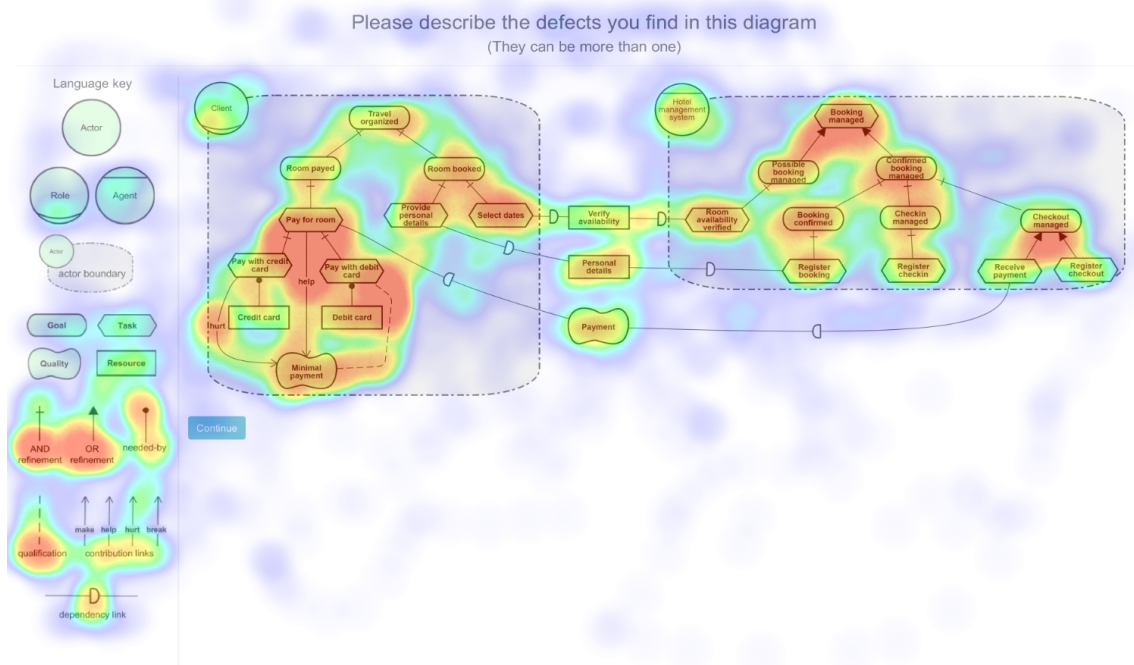 Please describe the defects you find in this diagram
(They can be more than one)
Language key
Actor
Role
Agent
Actor
actor boundary
Goal
Task
Quality
Resource
AND
refinement
OR
refinement
needed-by
qualification
make
help
hurt
break
contribution links
dependency link
Client
Travel
organized
Room payed
Room booked
Pay for room
Provide
personal
details
Select dates
Pay with credit
card
Pay with debit
card
help
hurt
Credit card
Debit card
Minimal
payment
Continue
Verify
availability
Personal
details
Payment
Hotel
management
system
Booking
managed
Possible
booking
managed
Confirmed
booking
managed
Room
availability
verified
Booking
confirmed
Checkin
managed
Checkout
managed
Register
booking
Register
checkin
Receive
payment
Register
checkout